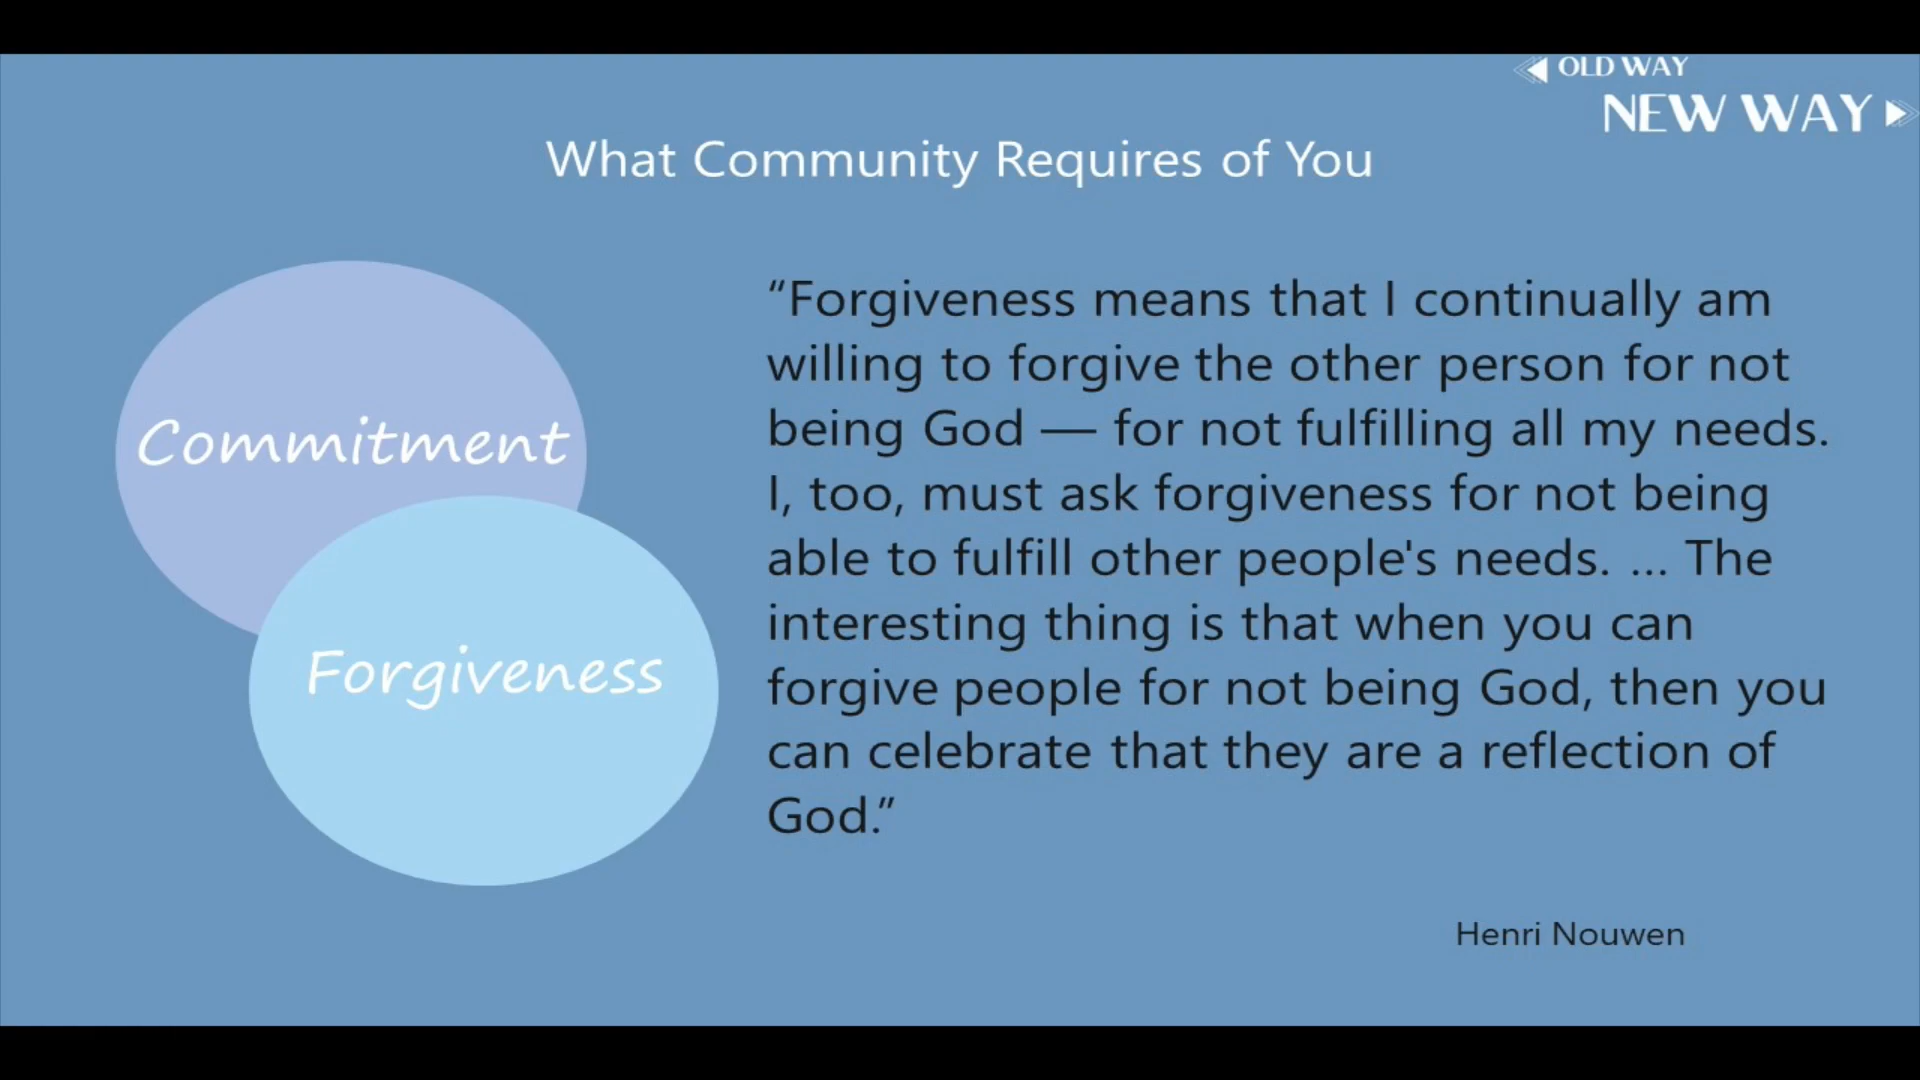 OLD WAY
NEW WAY
What Community Requires of You
Commitment
Forgiveness
“Forgiveness means that I continually am
willing to forgive the other person for not
being God — for not fulfilling all my needs.
I, too, must ask forgiveness for not being
able to fulfill other people's needs. ... The
interesting thing is that when you can
forgive people for not being God, then you
can celebrate that they are a reflection of
God.”
Henri Nouwen